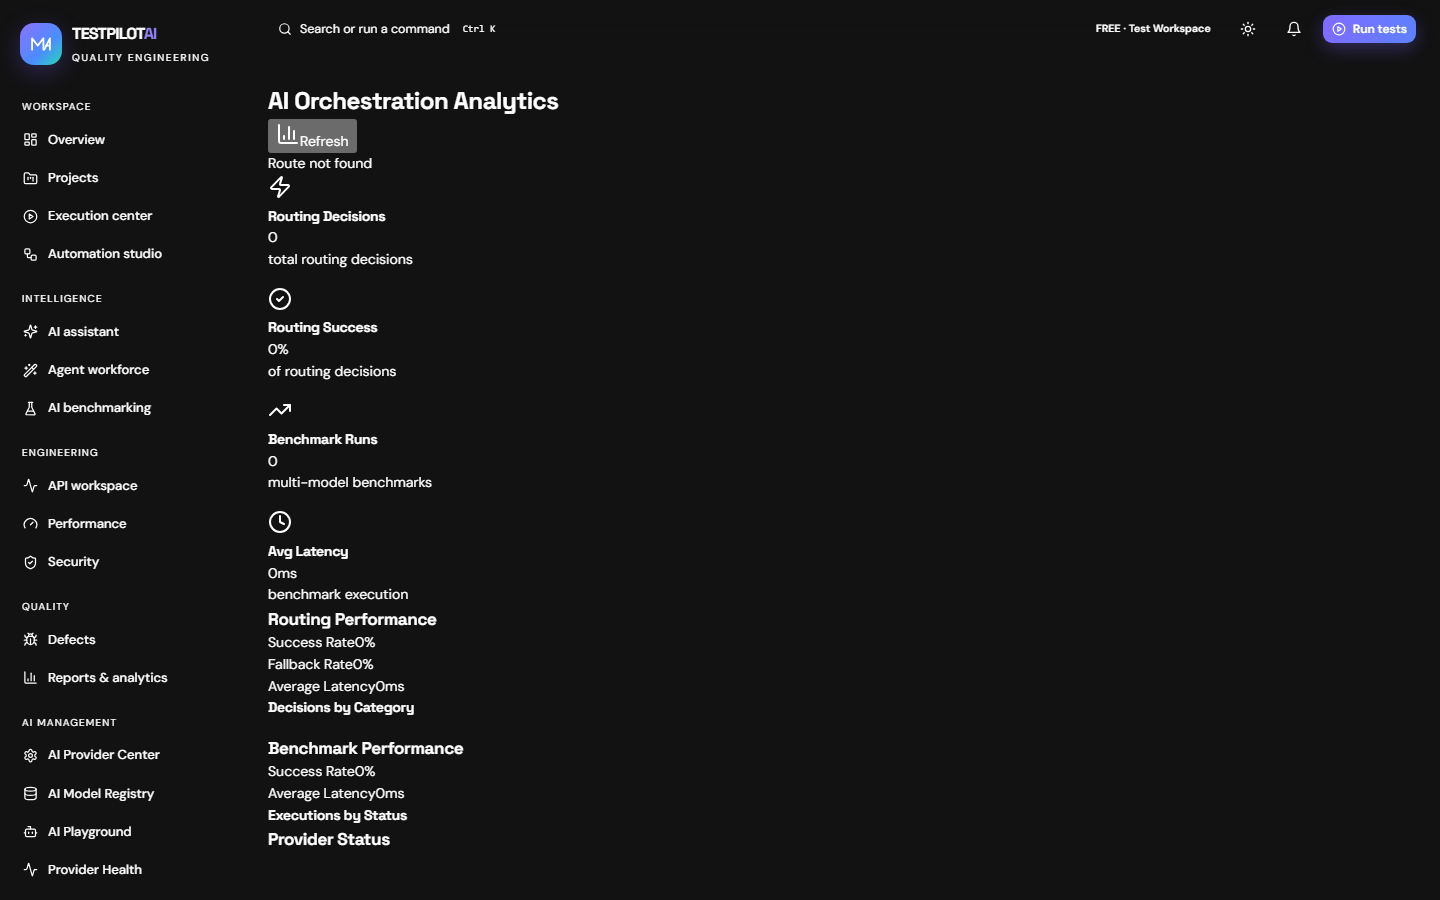 TESTPILOTAI
QUALITY ENGINEERING
WORKSPACE
Overview
Projects
Execution center
Automation studio
INTELLIGENCE
AI assistant
Agent workforce
AI benchmarking
ENGINEERING
API workspace
Performance
Security
QUALITY
Defects
Reports & analytics
AI MANAGEMENT
AI Provider Center
AI Model Registry
AI Playground
Provider Health
Search or run a command Ctrl K
FREE · Test Workspace
Run tests
AI Orchestration Analytics
Refresh
Route not found
Routing Decisions
0
total routing decisions
Routing Success
0%
of routing decisions
Benchmark Runs
0
multi-model benchmarks
Avg Latency
0ms
benchmark execution
Routing Performance
Success Rate0%
Fallback Rate0%
Average Latency0ms
Decisions by Category
Benchmark Performance
Success Rate0%
Average Latency0ms
Executions by Status
Provider Status